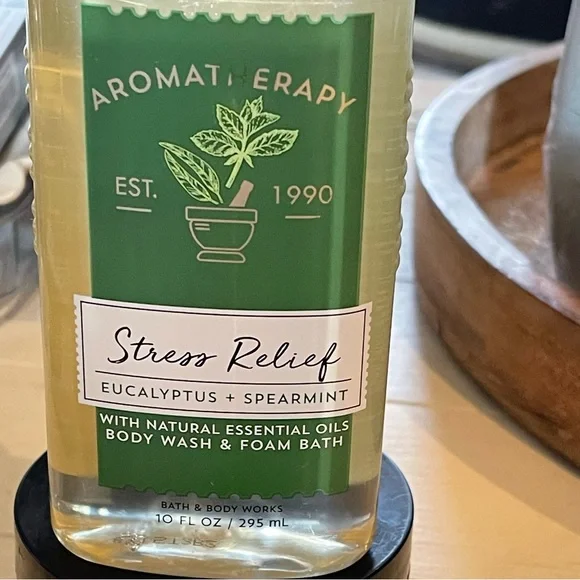 AROMATHERAPY
EST. 1990
Stress Relief
EUCALYPTUS + SPEARMINT
WITH NATURAL ESSENTIAL OILS
BODY WASH & FOAM BATH
BATH & BODY WORKS
10 FL OZ / 295 mL